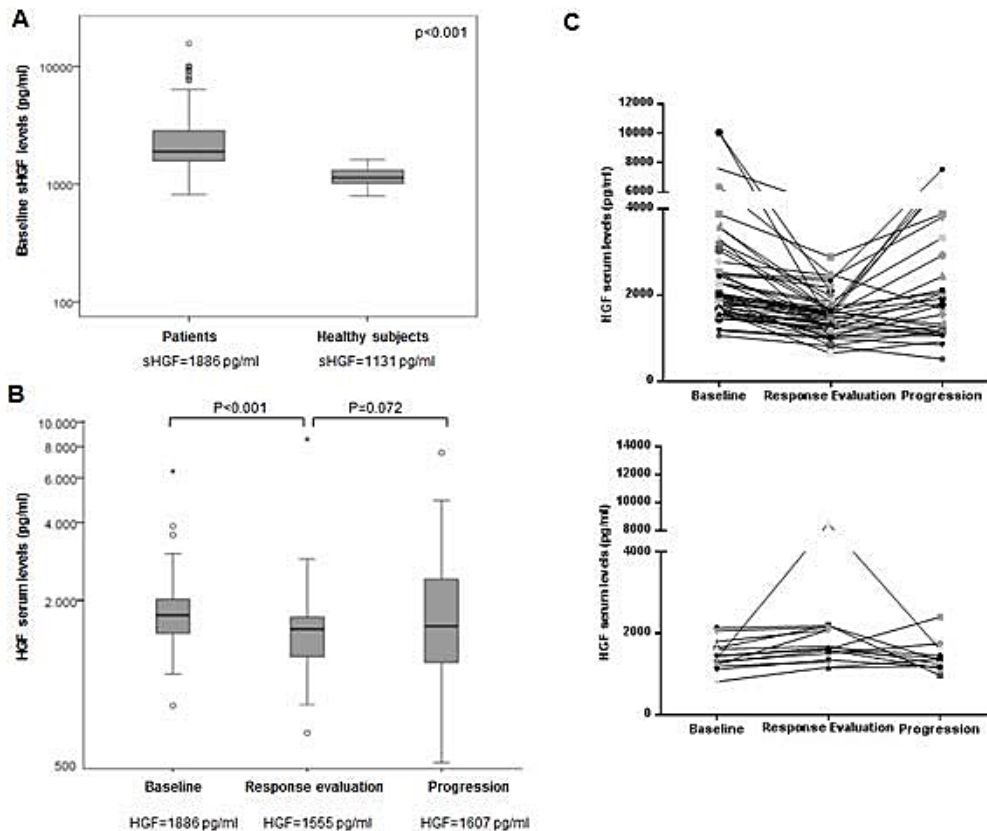 A
p<0.001
Baseline sHGF levels (pg/ml)
10000
1000
100
Patients
Healthy subjects
sHGF=1886 pg/ml
sHGF=1131 pg/ml
B
P<0.001
P=0.072
HGF serum levels (pg/ml)
10.000
8.000
6.000
4.000
2.000
500
Baseline
Response evaluation
Progression
HGF=1886 pg/ml
HGF=1555 pg/ml
HGF=1607 pg/ml
C
HGF serum levels (pg/ml)
12000
10000
8000
6000
4000
2000
0
Baseline
Response Evaluation
Progression
HGF serum levels (pg/ml)
14000
12000
10000
8000
4000
2000
0
Baseline
Response Evaluation
Progression